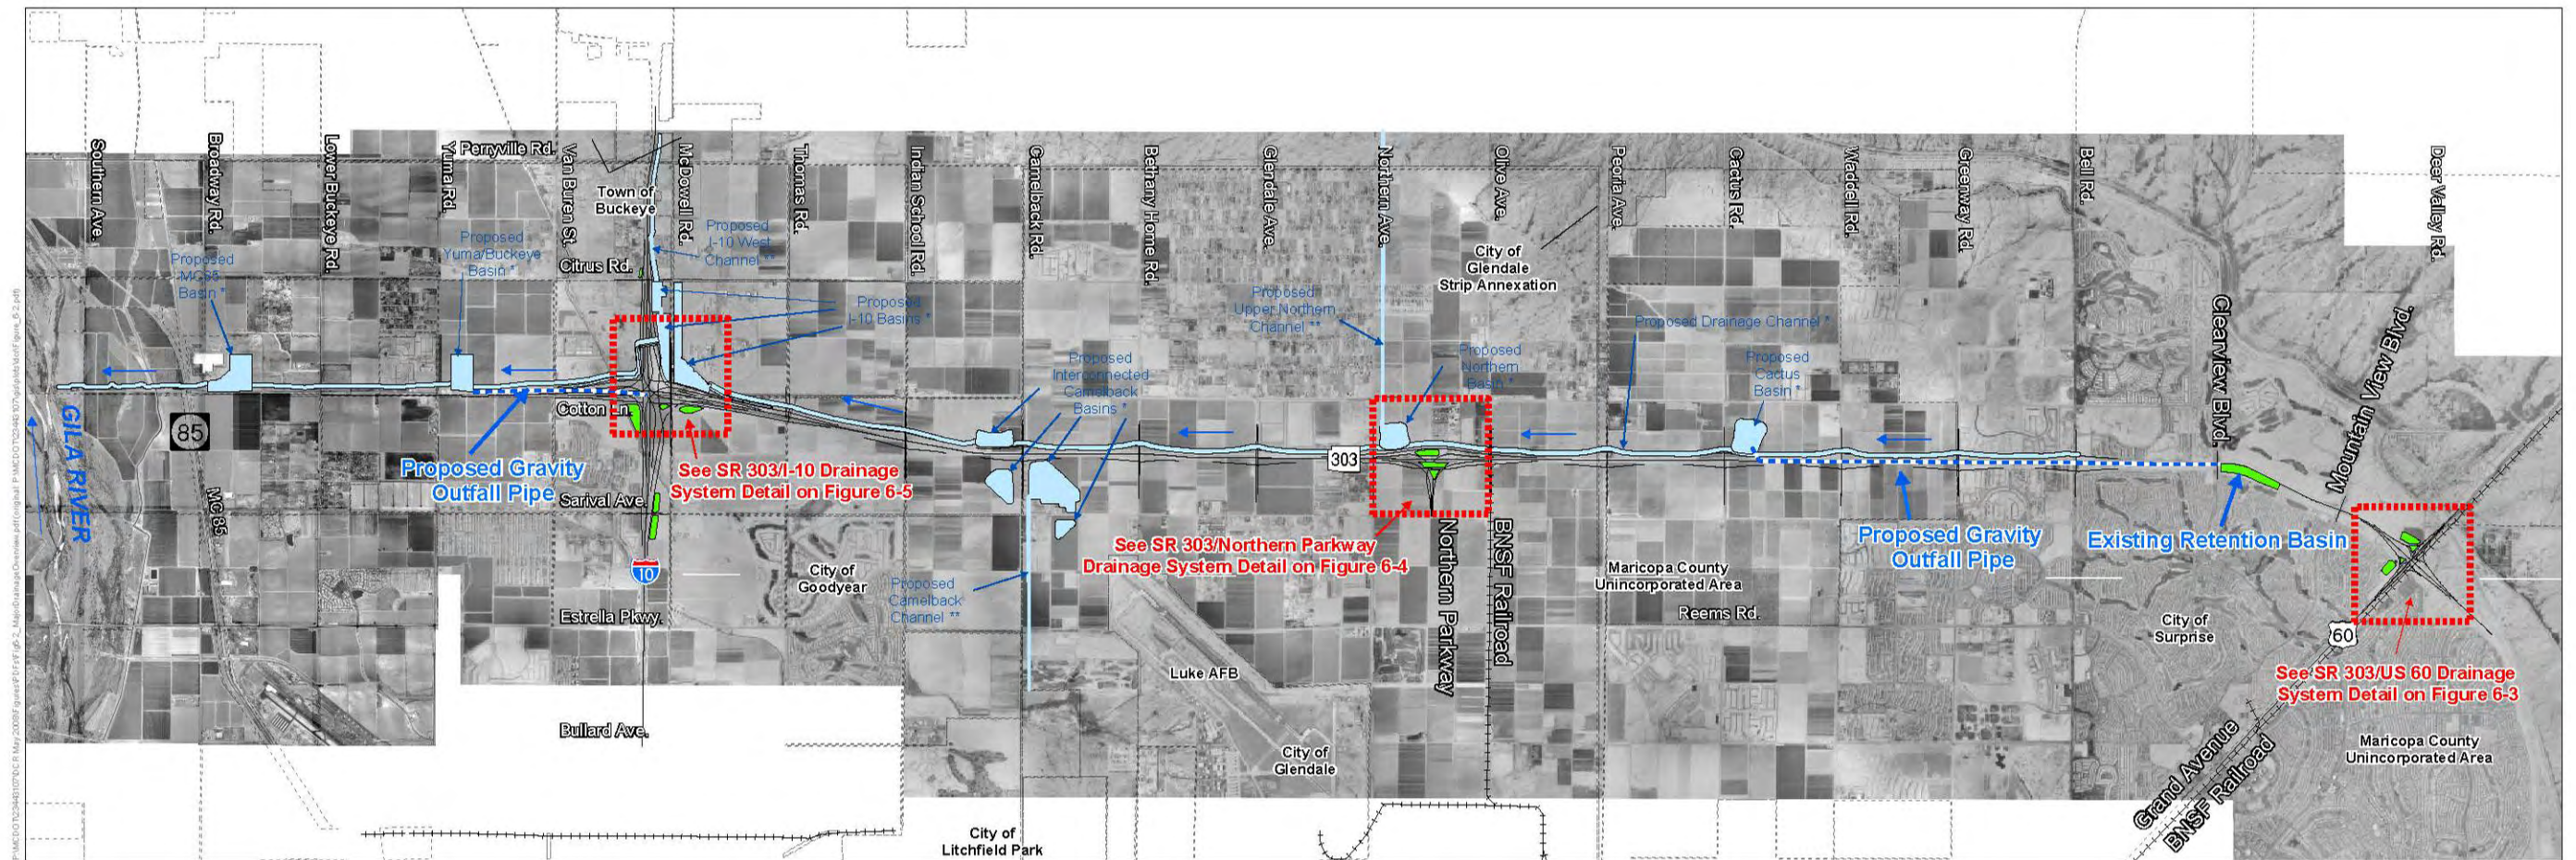 Southern Ave.
Broadway Rd.
Lower Buckeye Rd.
Yuma Rd.
Perryville Rd.
Van Buren St.
McDowell Rd.
Thomas Rd.
Indian School Rd.
Camelback Rd.
Bethany Home Rd.
Glendale Ave.
Northern Ave.
Olive Ave.
Peoria Ave.
Cactus Rd.
Waddell Rd.
Greenway Rd.
Bell Rd.
Clearview Blvd.
Mountain View Blvd.
Deer Valley Rd.
Town of
Buckeye
Proposed
I-10 West
Channel **
Citrus Rd.
Proposed
MC85
Basin *
Proposed
Yuma/Buckeye
Basin *
Proposed
I-10 Basins *
City of
Glendale
Strip Annexation
Proposed
Upper Northern
Channel **
Proposed
Northern
Basin *
Proposed Drainage Channel *
Proposed
Cactus
Basin *
Proposed
Interconnected
Camelback
Basins *
GILA RIVER
85
MC 85
Cotton Ln.
Proposed Gravity
Outfall Pipe
See SR 303/I-10 Drainage
System Detail on Figure 6-5
303
Sarival Ave.
10
Estrella Pkwy.
Bullard Ave.
City of
Goodyear
Proposed
Camelback
Channel **
See SR 303/Northern Parkway
Drainage System Detail on Figure 6-4
Northern Parkway
BNSF Railroad
Maricopa County
Unincorporated Area
Reems Rd.
Proposed Gravity
Outfall Pipe
Existing Retention Basin
City of
Surprise
60
See SR 303/US 60 Drainage
System Detail on Figure 6-3
Luke AFB
City of
Glendale
City of
Litchfield Park
Grand Avenue
BNSF Railroad
Maricopa County
Unincorporated Area